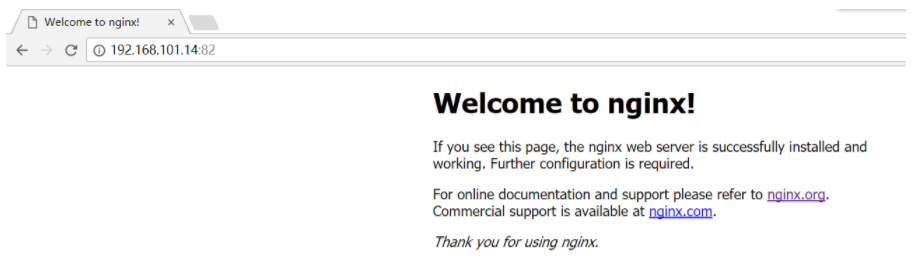 Welcome to nginx!
192.168.101.14:82
Welcome to nginx!
If you see this page, the nginx web server is successfully installed and
working. Further configuration is required.
For online documentation and support please refer to nginx.org.
Commercial support is available at nginx.com.
Thank you for using nginx.